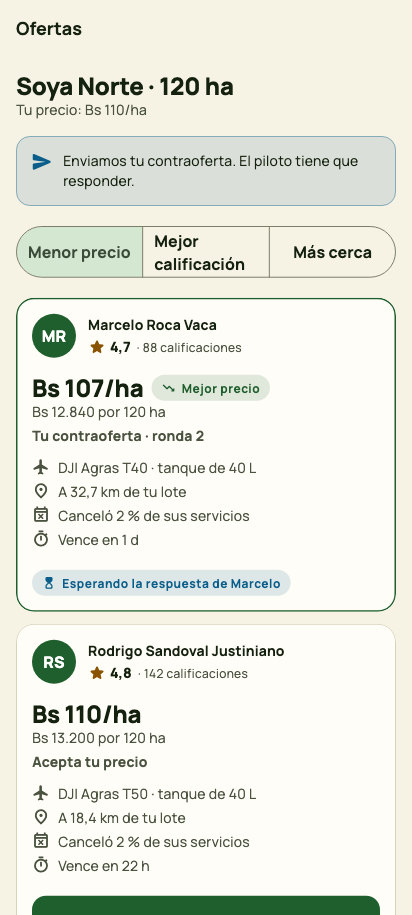 Ofertas
Soya Norte · 120 ha
Tu precio: Bs 110/ha
Enviamos tu contraoferta. El piloto tiene que
responder.
Menor precio
Mejor
calificación
Más cerca
MR
Marcelo Roca Vaca
4,7 · 88 calificaciones
Bs 107/ha
Mejor precio
Bs 12.840 por 120 ha
Tu contraoferta · ronda 2
DJI Agras T40 · tanque de 40 L
A 32,7 km de tu lote
Canceló 2 % de sus servicios
Vence en 1 d
Esperando la respuesta de Marcelo
RS
Rodrigo Sandoval Justiniano
4,8 · 142 calificaciones
Bs 110/ha
Bs 13.200 por 120 ha
Acepta tu precio
DJI Agras T50 · tanque de 40 L
A 18,4 km de tu lote
Canceló 2 % de sus servicios
Vence en 22 h